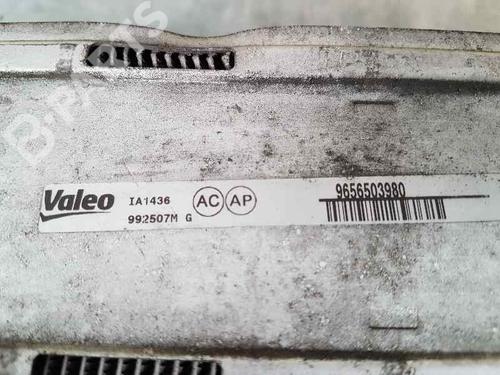 B-PARTS
Valeo
IA1436
992507M G
AC AP
9656503980